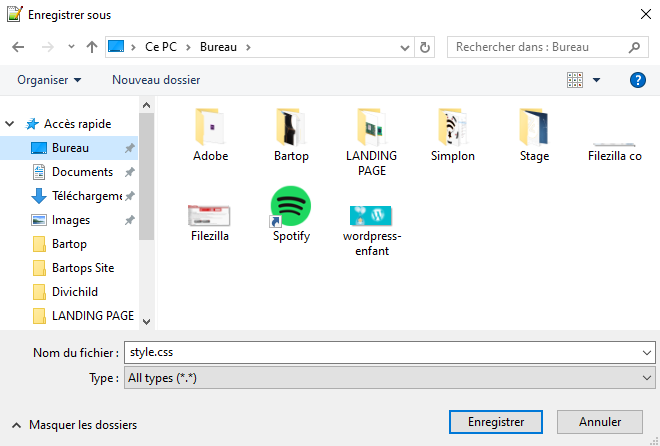 Enregistrer sous
Ce PC > Bureau >
Rechercher dans : Bureau
Organiser
Nouveau dossier
?
Accès rapide
Bureau
Documents
Téléchargeme
Images
Bartop
Bartops Site
Divichild
LANDING PAGE
Adobe
Bartop
LANDING
PAGE
Simplon
Stage
Filezilla co
Filezilla
Spotify
wordpress-
enfant
Nom du fichier :
style.css
Type :
All types (*.*)
Masquer les dossiers
Enregistrer
Annuler